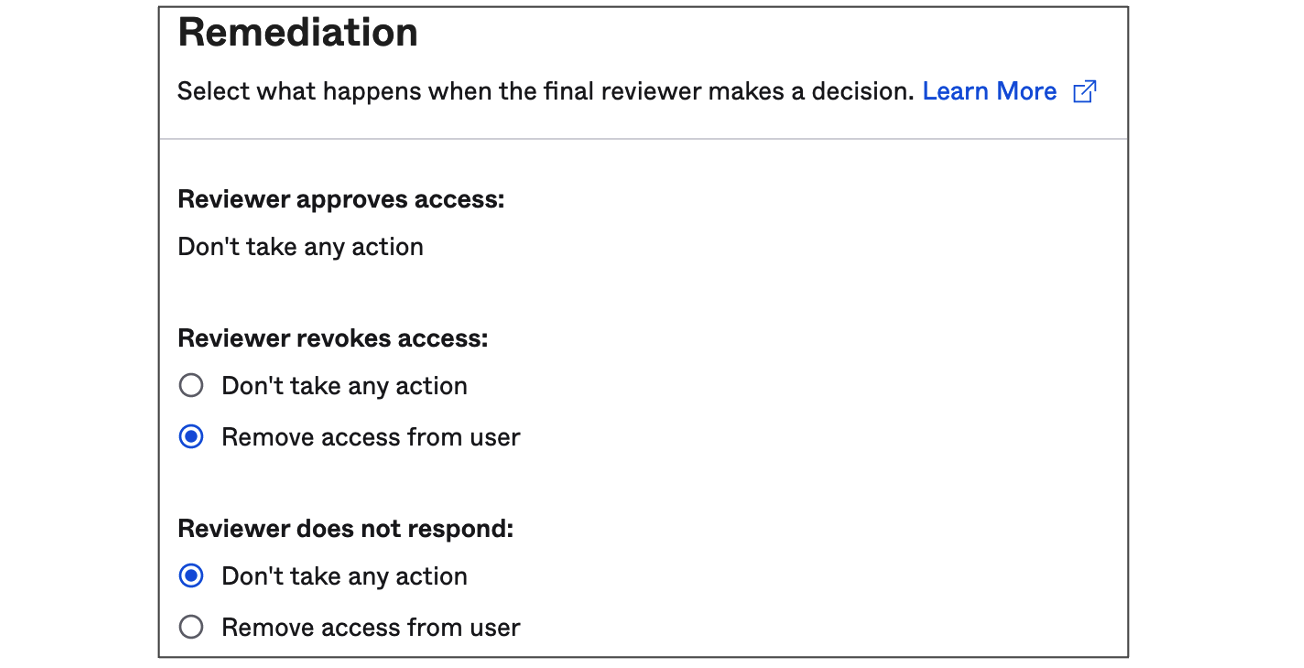 Remediation
Select what happens when the final reviewer makes a decision. Learn More
Reviewer approves access:
Don't take any action
Reviewer revokes access:
Don't take any action
Remove access from user
Reviewer does not respond:
Don't take any action
Remove access from user